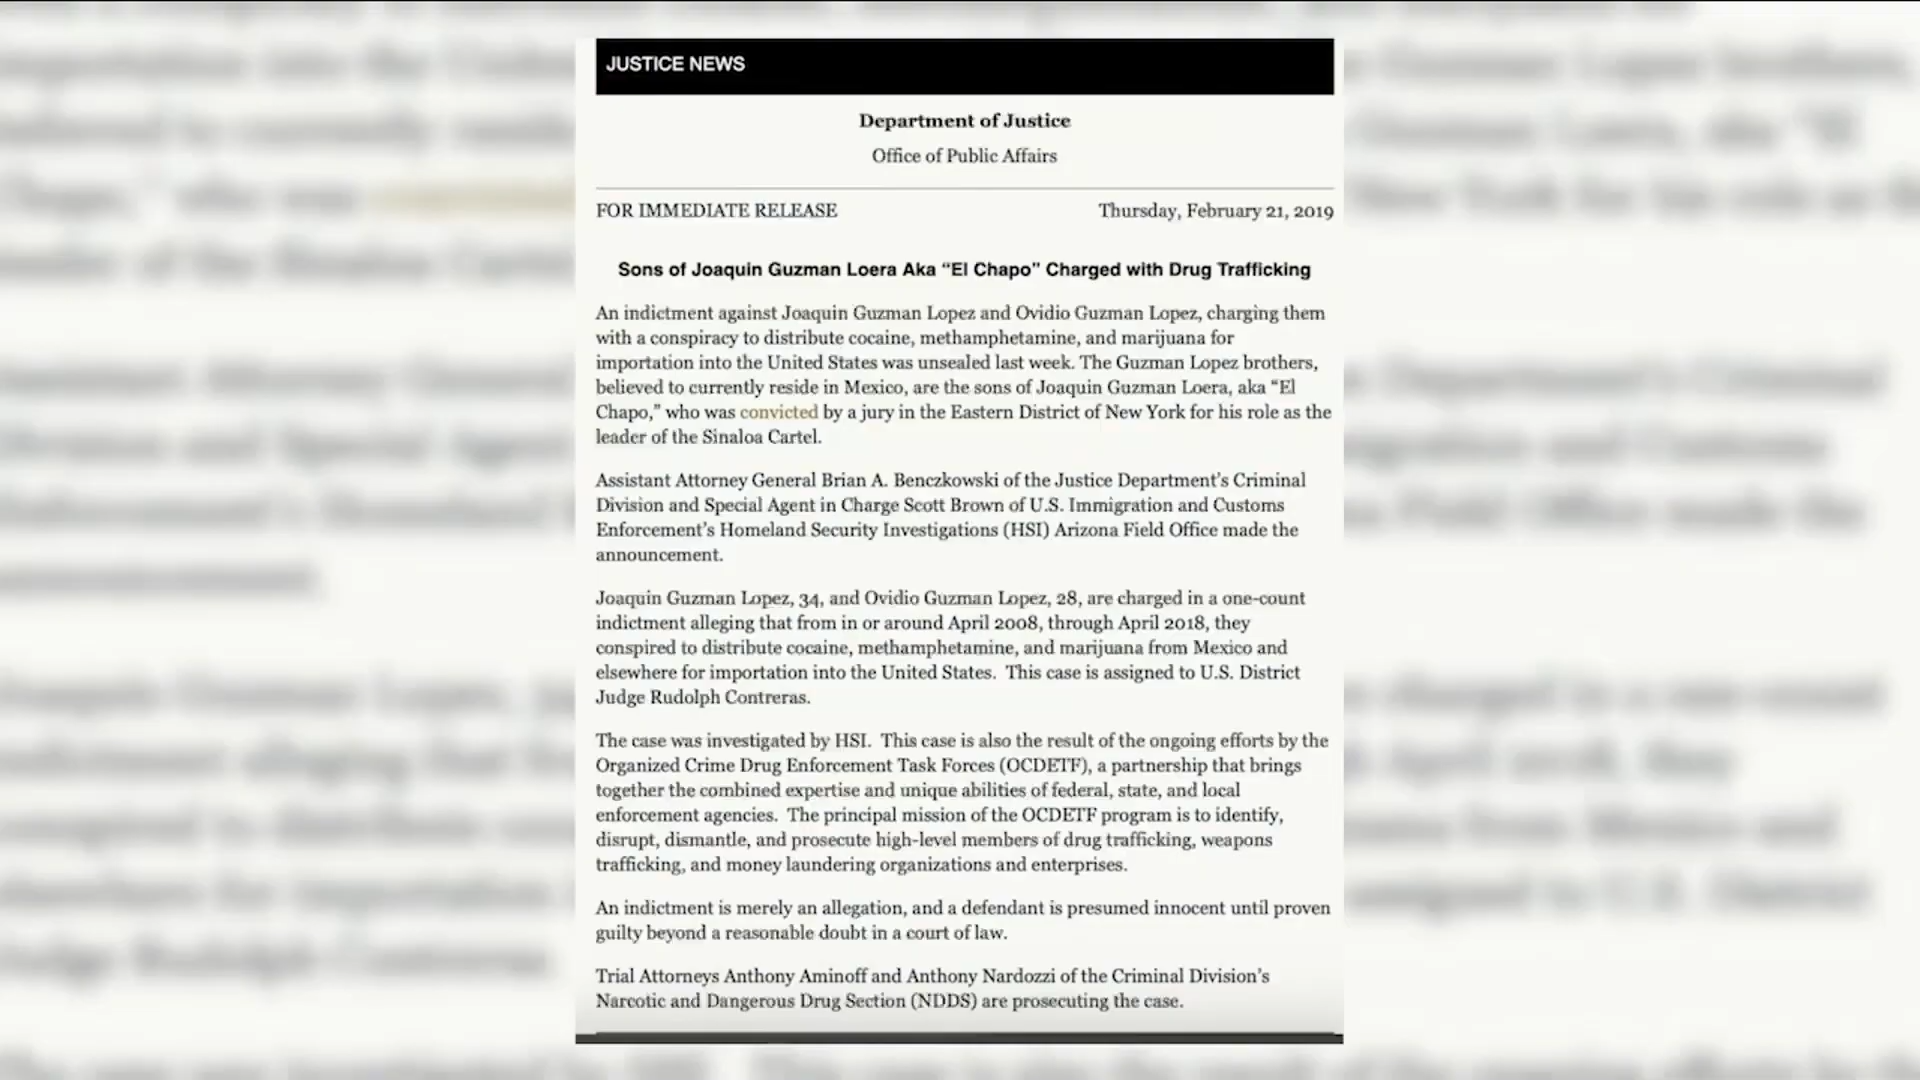 JUSTICE NEWS
Department of Justice
Office of Public Affairs
FOR IMMEDIATE RELEASE Thursday, February 21, 2019
Sons of Joaquin Guzman Loera Aka “El Chapo” Charged with Drug Trafficking
An indictment against Joaquin Guzman Lopez and Ovidio Guzman Lopez, charging them
with a conspiracy to distribute cocaine, methamphetamine, and marijuana for
importation into the United States was unsealed last week. The Guzman Lopez brothers,
believed to currently reside in Mexico, are the sons of Joaquin Guzman Loera, aka “El
Chapo,” who was convicted by a jury in the Eastern District of New York for his role as the
leader of the Sinaloa Cartel.
Assistant Attorney General Brian A. Benczkowski of the Justice Department’s Criminal
Division and Special Agent in Charge Scott Brown of U.S. Immigration and Customs
Enforcement’s Homeland Security Investigations (HSI) Arizona Field Office made the
announcement.
Joaquin Guzman Lopez, 34, and Ovidio Guzman Lopez, 28, are charged in a one-count
indictment alleging that from in or around April 2008, through April 2018, they
conspired to distribute cocaine, methamphetamine, and marijuana from Mexico and
elsewhere for importation into the United States.  This case is assigned to U.S. District
Judge Rudolph Contreras.
The case was investigated by HSI.  This case is also the result of the ongoing efforts by the
Organized Crime Drug Enforcement Task Forces (OCDETF), a partnership that brings
together the combined expertise and unique abilities of federal, state, and local
enforcement agencies.  The principal mission of the OCDETF program is to identify,
disrupt, dismantle, and prosecute high-level members of drug trafficking, weapons
trafficking, and money laundering organizations and enterprises.
An indictment is merely an allegation, and a defendant is presumed innocent until proven
guilty beyond a reasonable doubt in a court of law.
Trial Attorneys Anthony Aminoff and Anthony Nardozzi of the Criminal Division’s
Narcotic and Dangerous Drug Section (NDDS) are prosecuting the case.